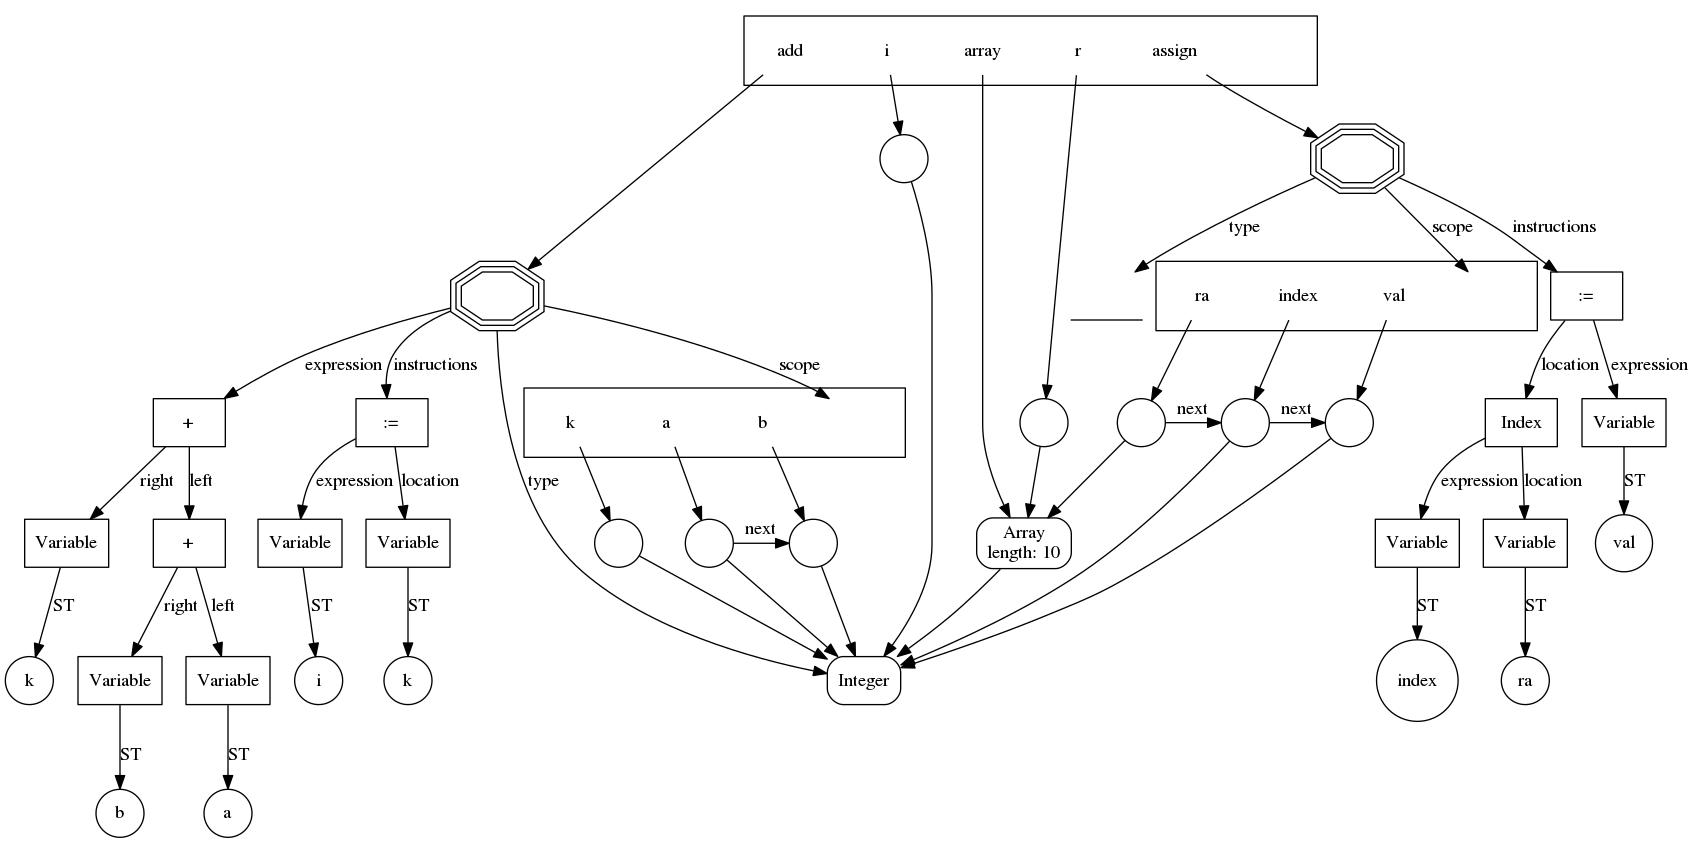 add i array r assign
type scope instructions
ra index val
:=
expression instructions scope
location expression
+
:=
k a b
next next
Index
Variable
right left expression location type
expression location ST
Variable
+
Variable
Variable
next
Array
length: 10
Variable
Variable
val
ST right left ST ST
ST ST
k
Variable
Variable
i
k
Integer
index
ra
ST ST
b
a